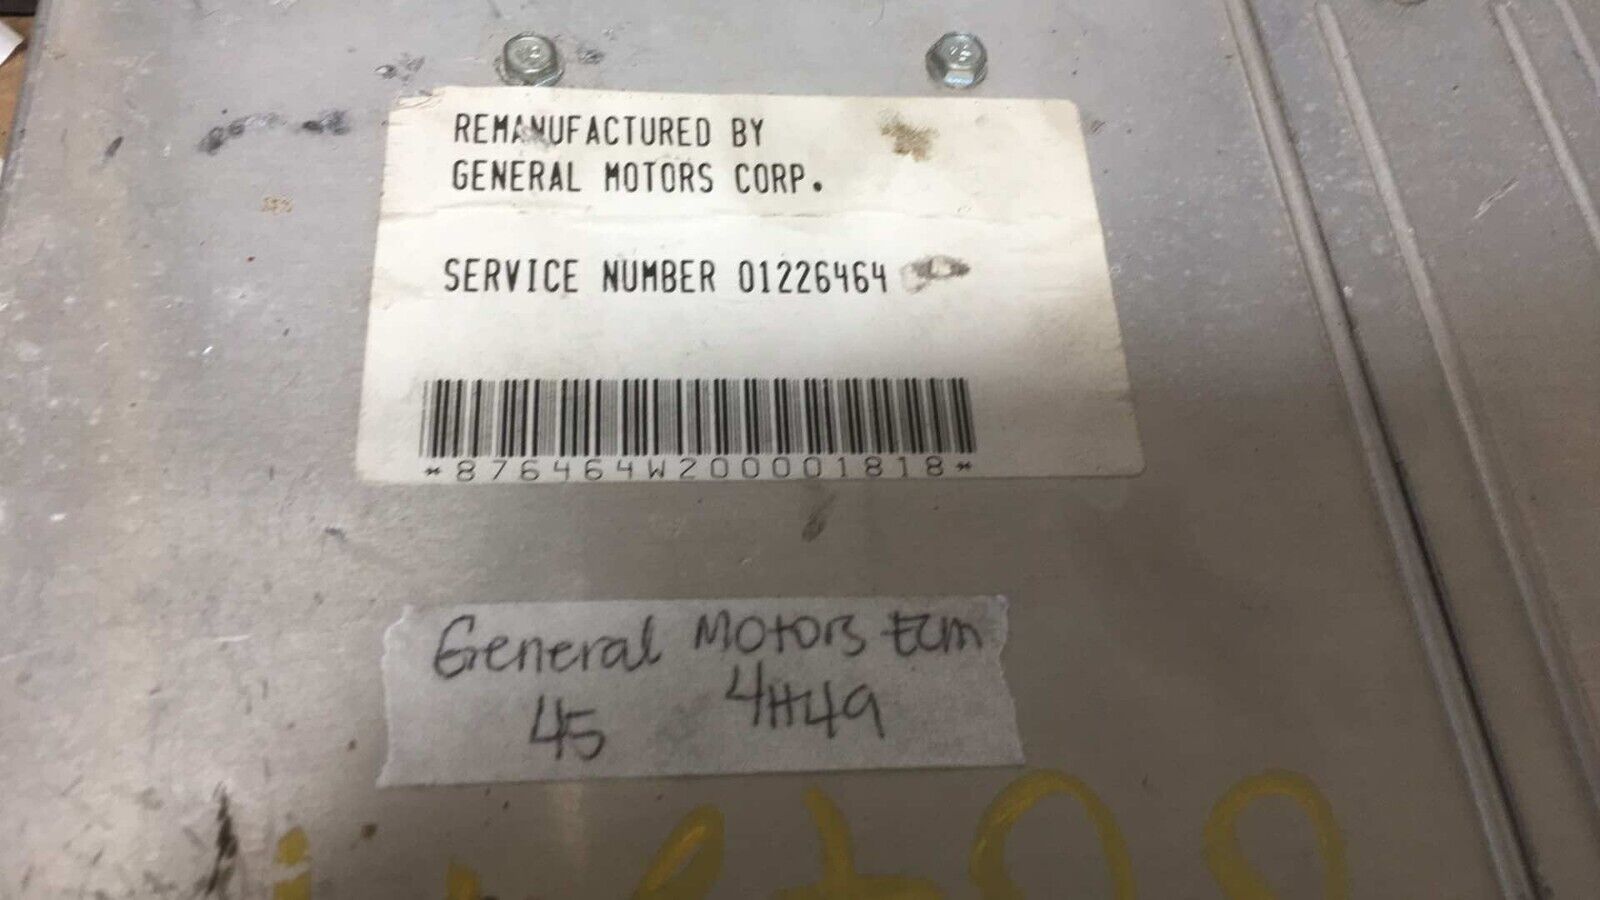 REMANUFACTURED BY
GENERAL MOTORS CORP.
SERVICE NUMBER 01226464
*876464W200001818*
General Motors Ecm
45 4H49